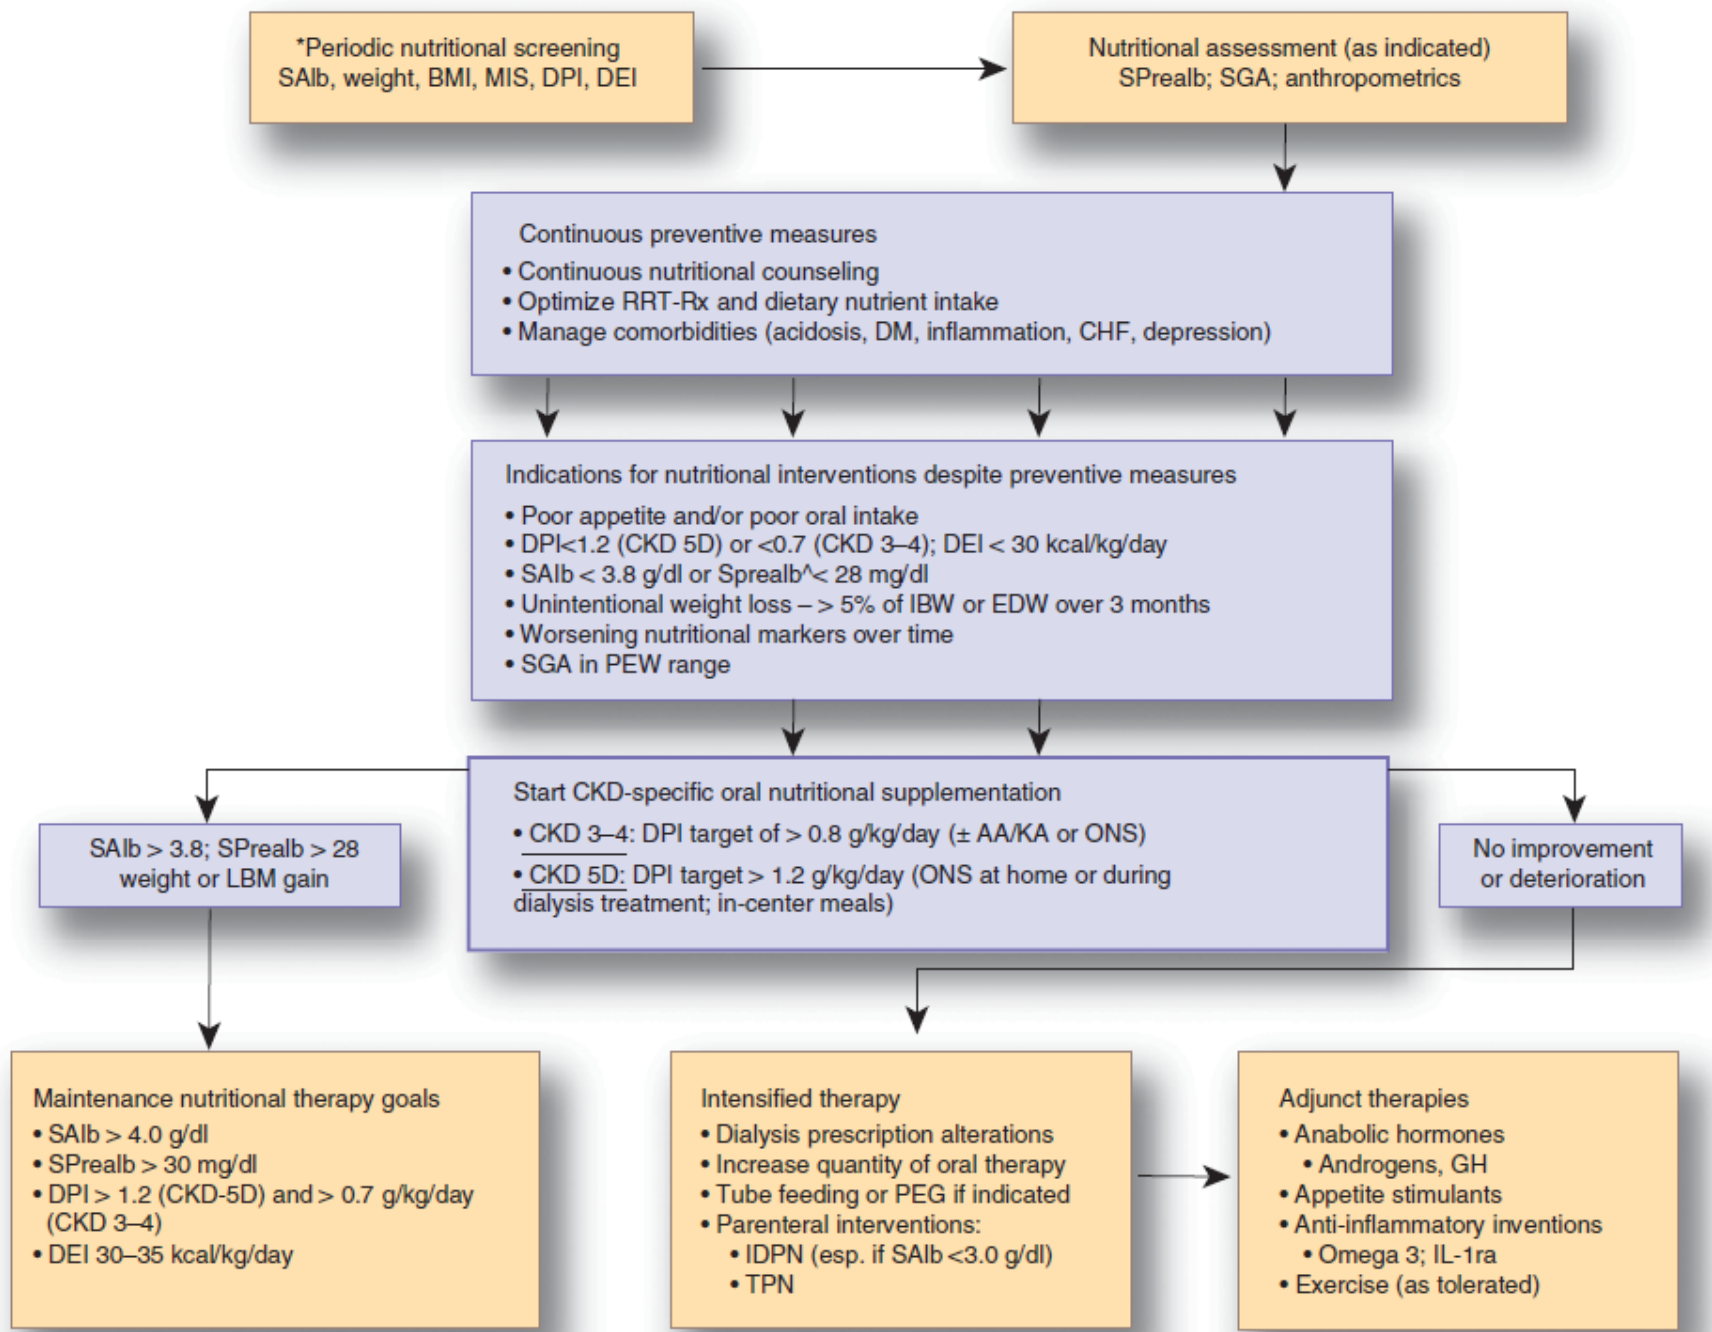 *Periodic nutritional screening
SAlb, weight, BMI, MIS, DPI, DEI
Nutritional assessment (as indicated)
SPrealb; SGA; anthropometrics
Continuous preventive measures
• Continuous nutritional counseling
• Optimize RRT-Rx and dietary nutrient intake
• Manage comorbidities (acidosis, DM, inflammation, CHF, depression)
Indications for nutritional interventions despite preventive measures
• Poor appetite and/or poor oral intake
• DPI<1.2 (CKD 5D) or <0.7 (CKD 3–4); DEI < 30 kcal/kg/day
• SAlb < 3.8 g/dl or Sprealb^< 28 mg/dl
• Unintentional weight loss – > 5% of IBW or EDW over 3 months
• Worsening nutritional markers over time
• SGA in PEW range
Start CKD-specific oral nutritional supplementation
• CKD 3–4: DPI target of > 0.8 g/kg/day (± AA/KA or ONS)
• CKD 5D: DPI target > 1.2 g/kg/day (ONS at home or during
dialysis treatment; in-center meals)
SAlb > 3.8; SPrealb > 28
weight or LBM gain
No improvement
or deterioration
Maintenance nutritional therapy goals
• SAlb > 4.0 g/dl
• SPrealb > 30 mg/dl
• DPI > 1.2 (CKD-5D) and > 0.7 g/kg/day
(CKD 3–4)
• DEI 30–35 kcal/kg/day
Intensified therapy
• Dialysis prescription alterations
• Increase quantity of oral therapy
• Tube feeding or PEG if indicated
• Parenteral interventions:
• IDPN (esp. if SAlb <3.0 g/dl)
• TPN
Adjunct therapies
• Anabolic hormones
• Androgens, GH
• Appetite stimulants
• Anti-inflammatory inventions
• Omega 3; IL-1ra
• Exercise (as tolerated)